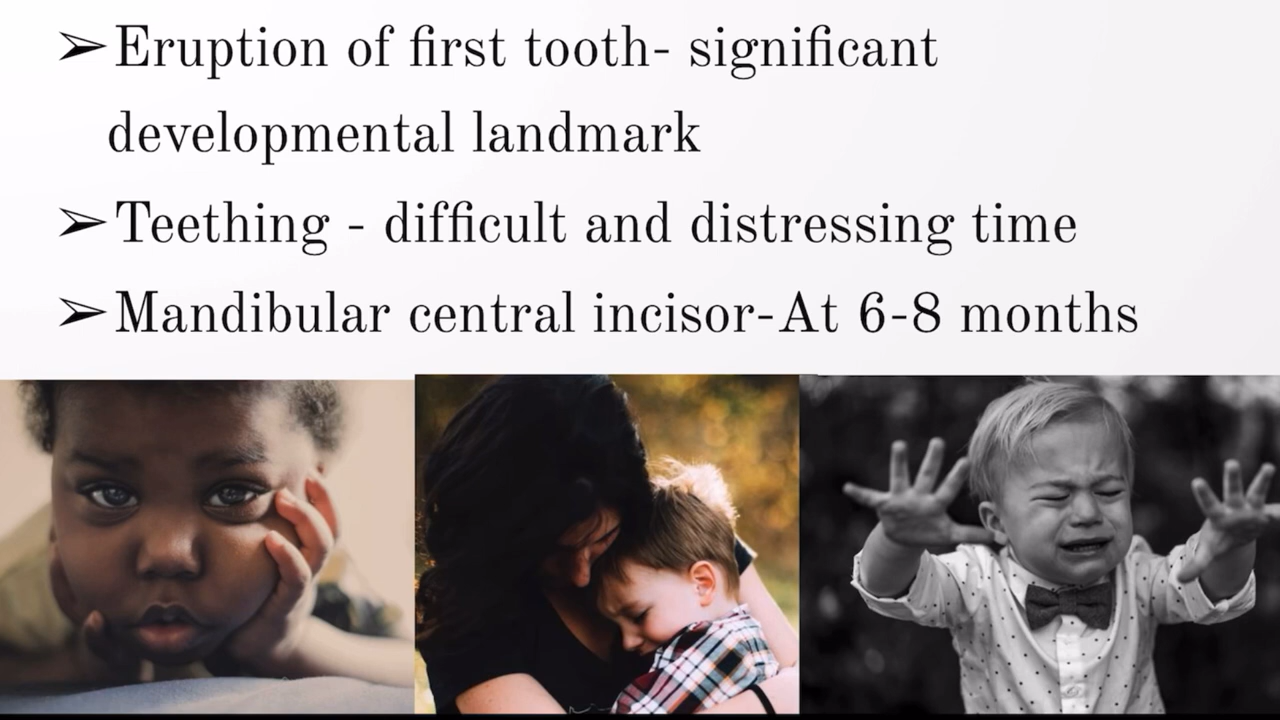 ➢Eruption of first tooth- significant
developmental landmark
➢Teething - difficult and distressing time
➢Mandibular central incisor-At 6-8 months